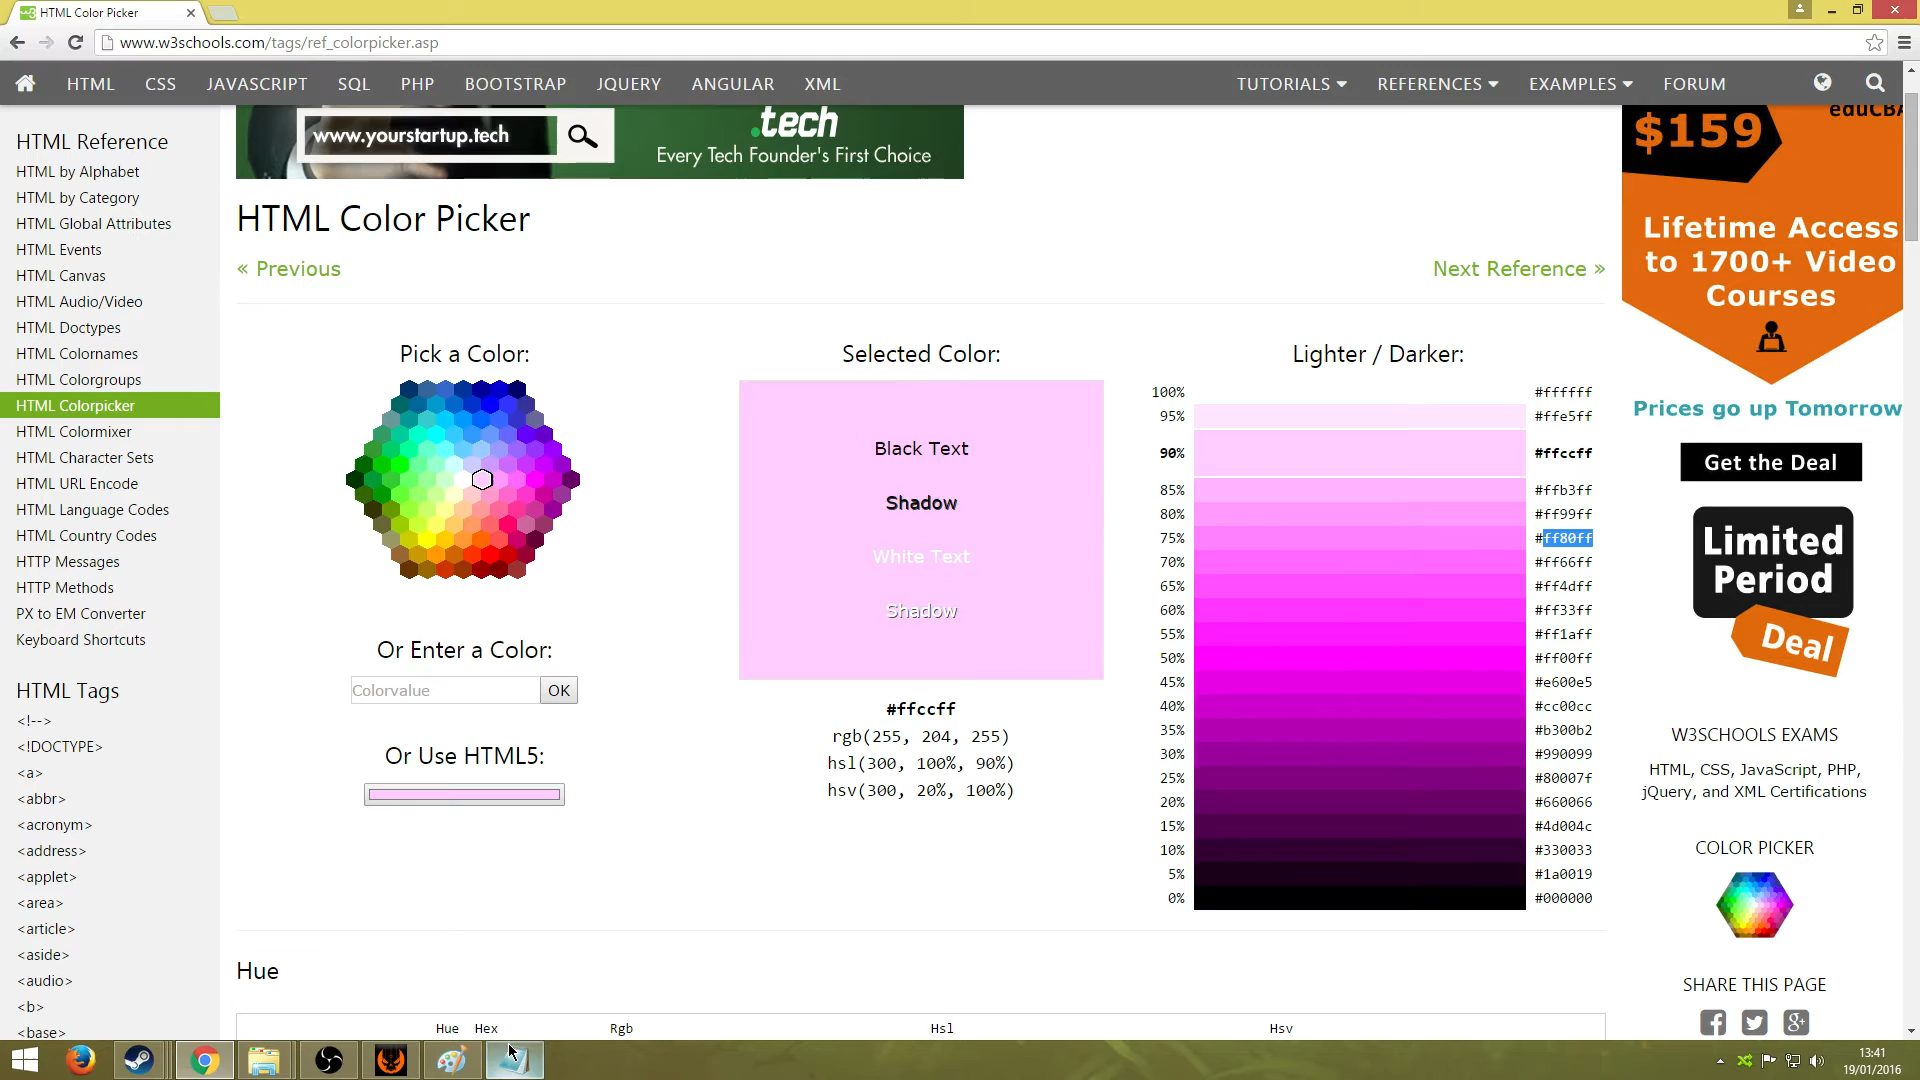 HTML Color Picker
www.w3schools.com/tags/ref_colorpicker.asp
HTML CSS JAVASCRIPT SQL PHP BOOTSTRAP JQUERY ANGULAR XML TUTORIALS REFERENCES EXAMPLES FORUM
HTML Reference
HTML by Alphabet
HTML by Category
HTML Global Attributes
HTML Events
HTML Canvas
HTML Audio/Video
HTML Doctypes
HTML Colornames
HTML Colorgroups
HTML Colorpicker
HTML Colormixer
HTML Character Sets
HTML URL Encode
HTML Language Codes
HTML Country Codes
HTTP Messages
HTTP Methods
PX to EM Converter
Keyboard Shortcuts
HTML Tags
<!-->
<!DOCTYPE>
<a>
<abbr>
<acronym>
<address>
<applet>
<area>
<article>
<aside>
<audio>
<b>
<base>
www.yourstartup.tech
.tech
Every Tech Founder's First Choice
HTML Color Picker
« Previous
Next Reference »
Pick a Color:
Or Enter a Color:
Colorvalue OK
Or Use HTML5:
Selected Color:
Black Text
Shadow
White Text
Shadow
#ffccff
rgb(255, 204, 255)
hsl(300, 100%, 90%)
hsv(300, 20%, 100%)
Lighter / Darker:
100% #ffffff
95% #ffe5ff
90% #ffccff
85% #ffb3ff
80% #ff99ff
75% #ff80ff
70% #ff66ff
65% #ff4dff
60% #ff33ff
55% #ff1aff
50% #ff00ff
45% #e600e5
40% #cc00cc
35% #b300b2
30% #990099
25% #80007f
20% #660066
15% #4d004c
10% #330033
5% #1a0019
0% #000000
Hue
Hue Hex Rgb Hsl Hsv
eduCBA
$159
Lifetime Access
to 1700+ Video
Courses
Prices go up Tomorrow
Get the Deal
Limited
Period
Deal
W3SCHOOLS EXAMS
HTML, CSS, JavaScript, PHP,
jQuery, and XML Certifications
COLOR PICKER
SHARE THIS PAGE
13:41
19/01/2016